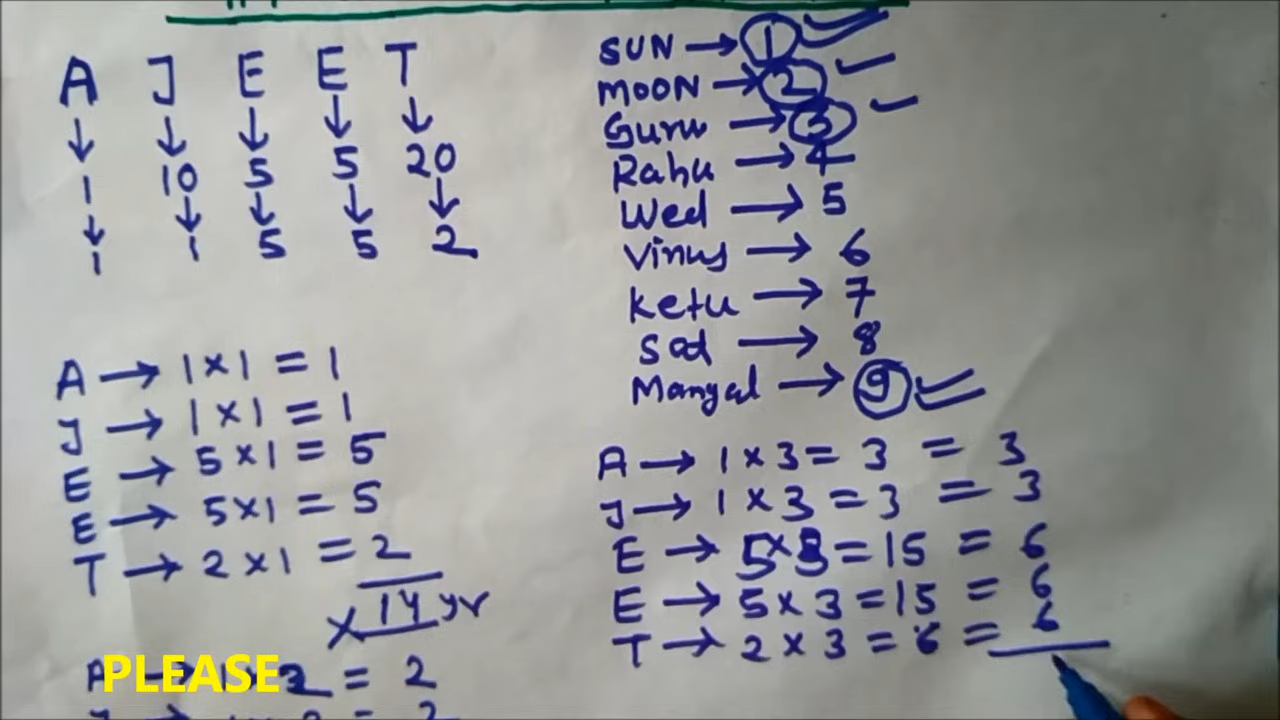 A J E E T
↓ ↓ ↓ ↓ ↓
1 10 5 5 20
↓ ↓ ↓ ↓ ↓
1 1 5 5 2
A → 1 × 1 = 1
J → 1 × 1 = 1
E → 5 × 1 = 5
E → 5 × 1 = 5
T → 2 × 1 = 2
× 14 yr
= 2
PLEASE
SUN → 1
MOON → 2
Guru → 3
Rahu → 4
Wed → 5
Vinus → 6
Ketu → 7
Sat → 8
Mangal → 9
A → 1 × 3 = 3 = 3
J → 1 × 3 = 3 = 3
E → 5 × 3 = 15 = 6
E → 5 × 3 = 15 = 6
T → 2 × 3 = 6 = 6